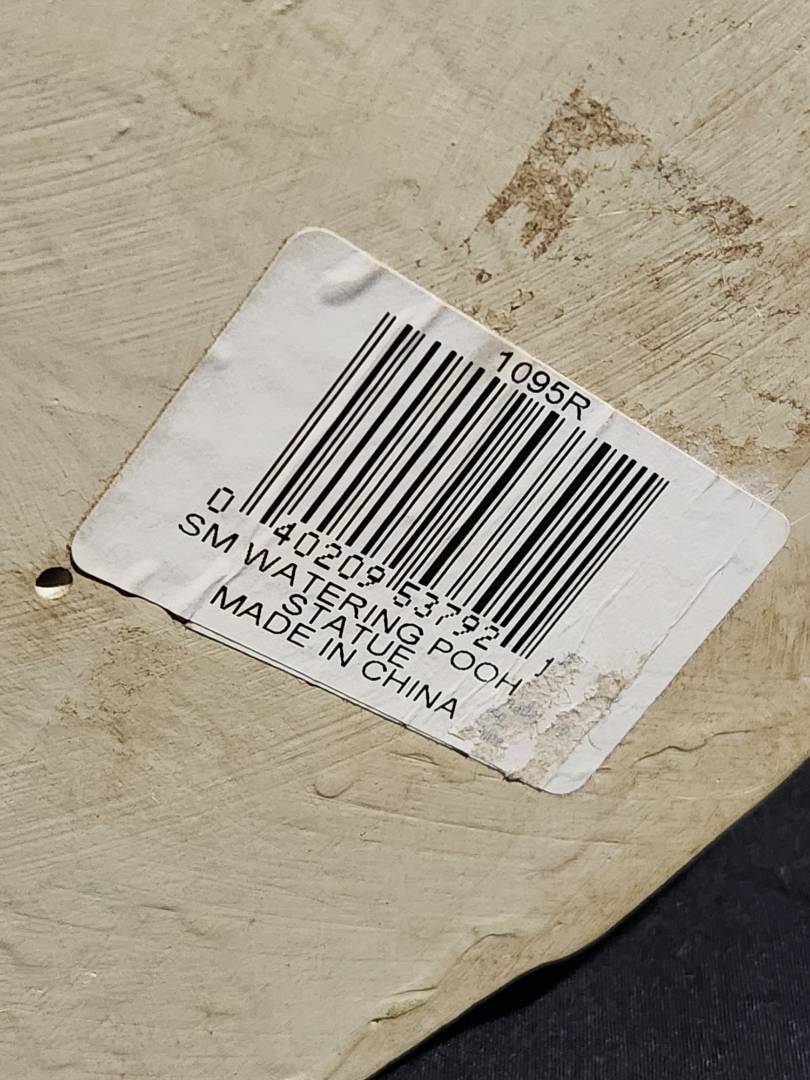 1095R
0 40209 53792 1
SM WATERING POOH
STATUE
MADE IN CHINA